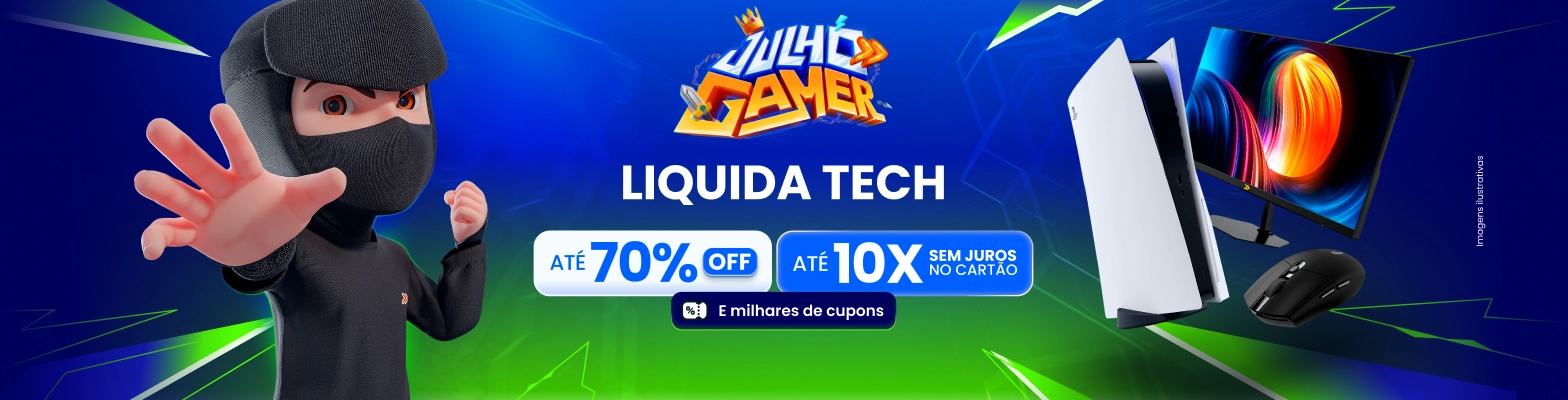 JULHO
GAMER
LIQUIDA TECH
ATÉ 70% OFF
ATÉ 10X SEM JUROS
NO CARTÃO
% E milhares de cupons
Imagens ilustrativas